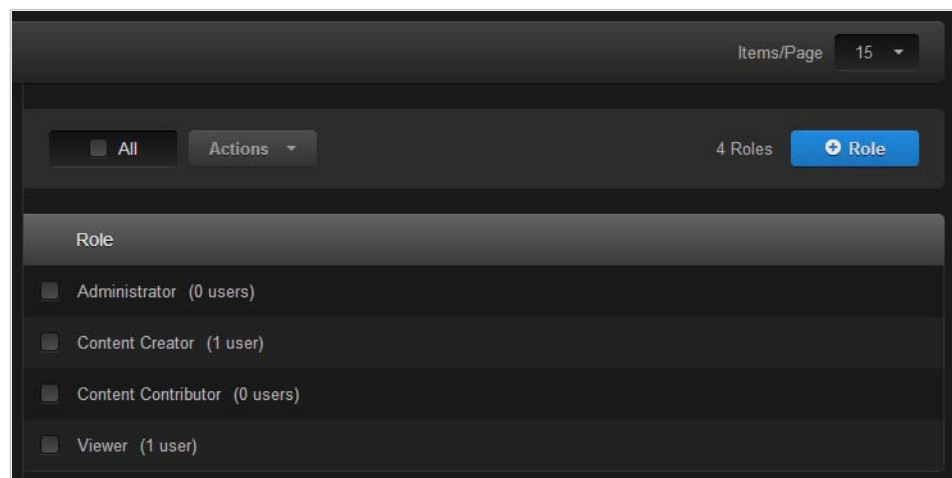 Items/Page 15
All Actions 4 Roles Role
Role
Administrator (0 users)
Content Creator (1 user)
Content Contributor (0 users)
Viewer (1 user)